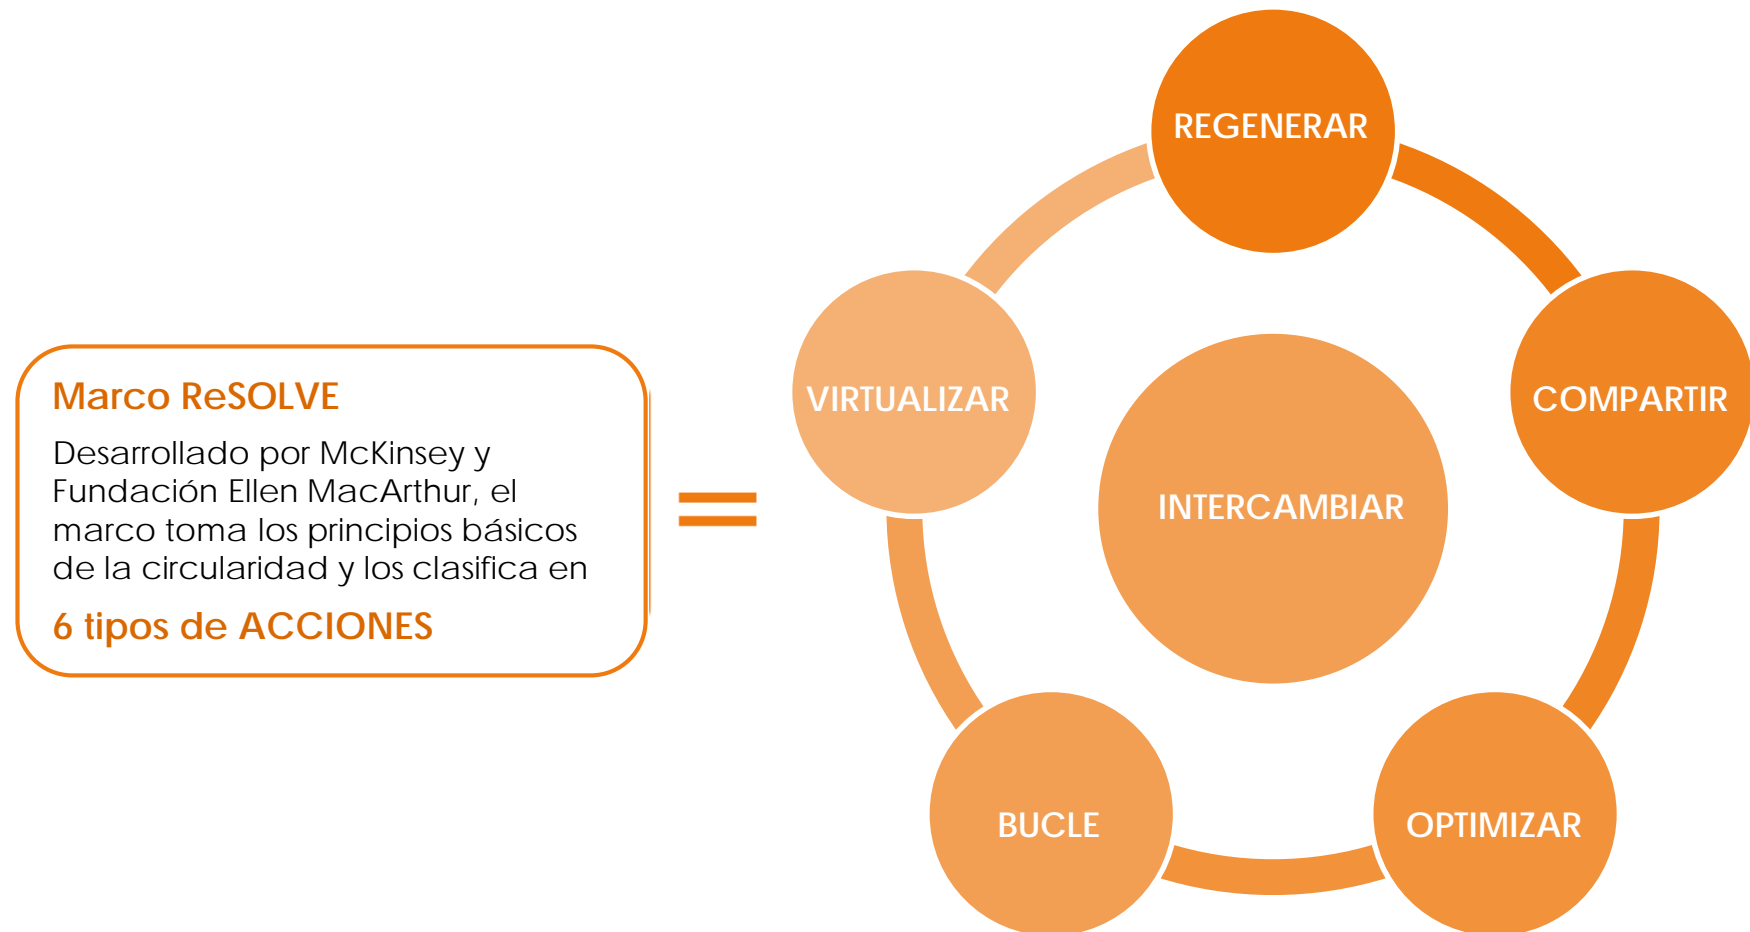 Marco ReSOLVE
Desarrollado por McKinsey y
Fundación Ellen MacArthur, el
marco toma los principios básicos
de la circularidad y los clasifica en
6 tipos de ACCIONES
=
REGENERAR
COMPARTIR
OPTIMIZAR
BUCLE
VIRTUALIZAR
INTERCAMBIAR